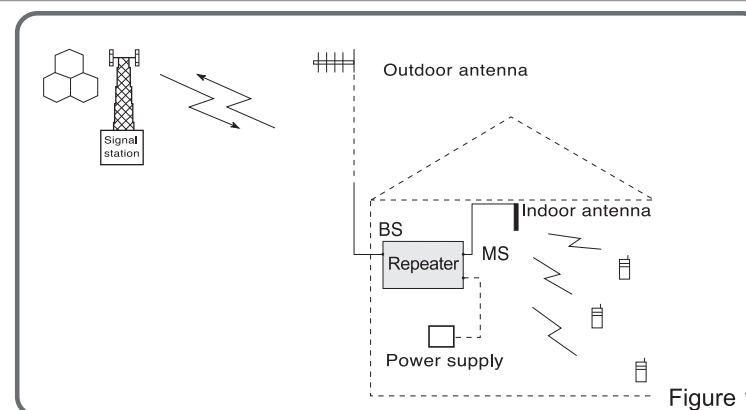 Outdoor antenna
Signal
station
Indoor antenna
BS
MS
Repeater
Power supply
Figure